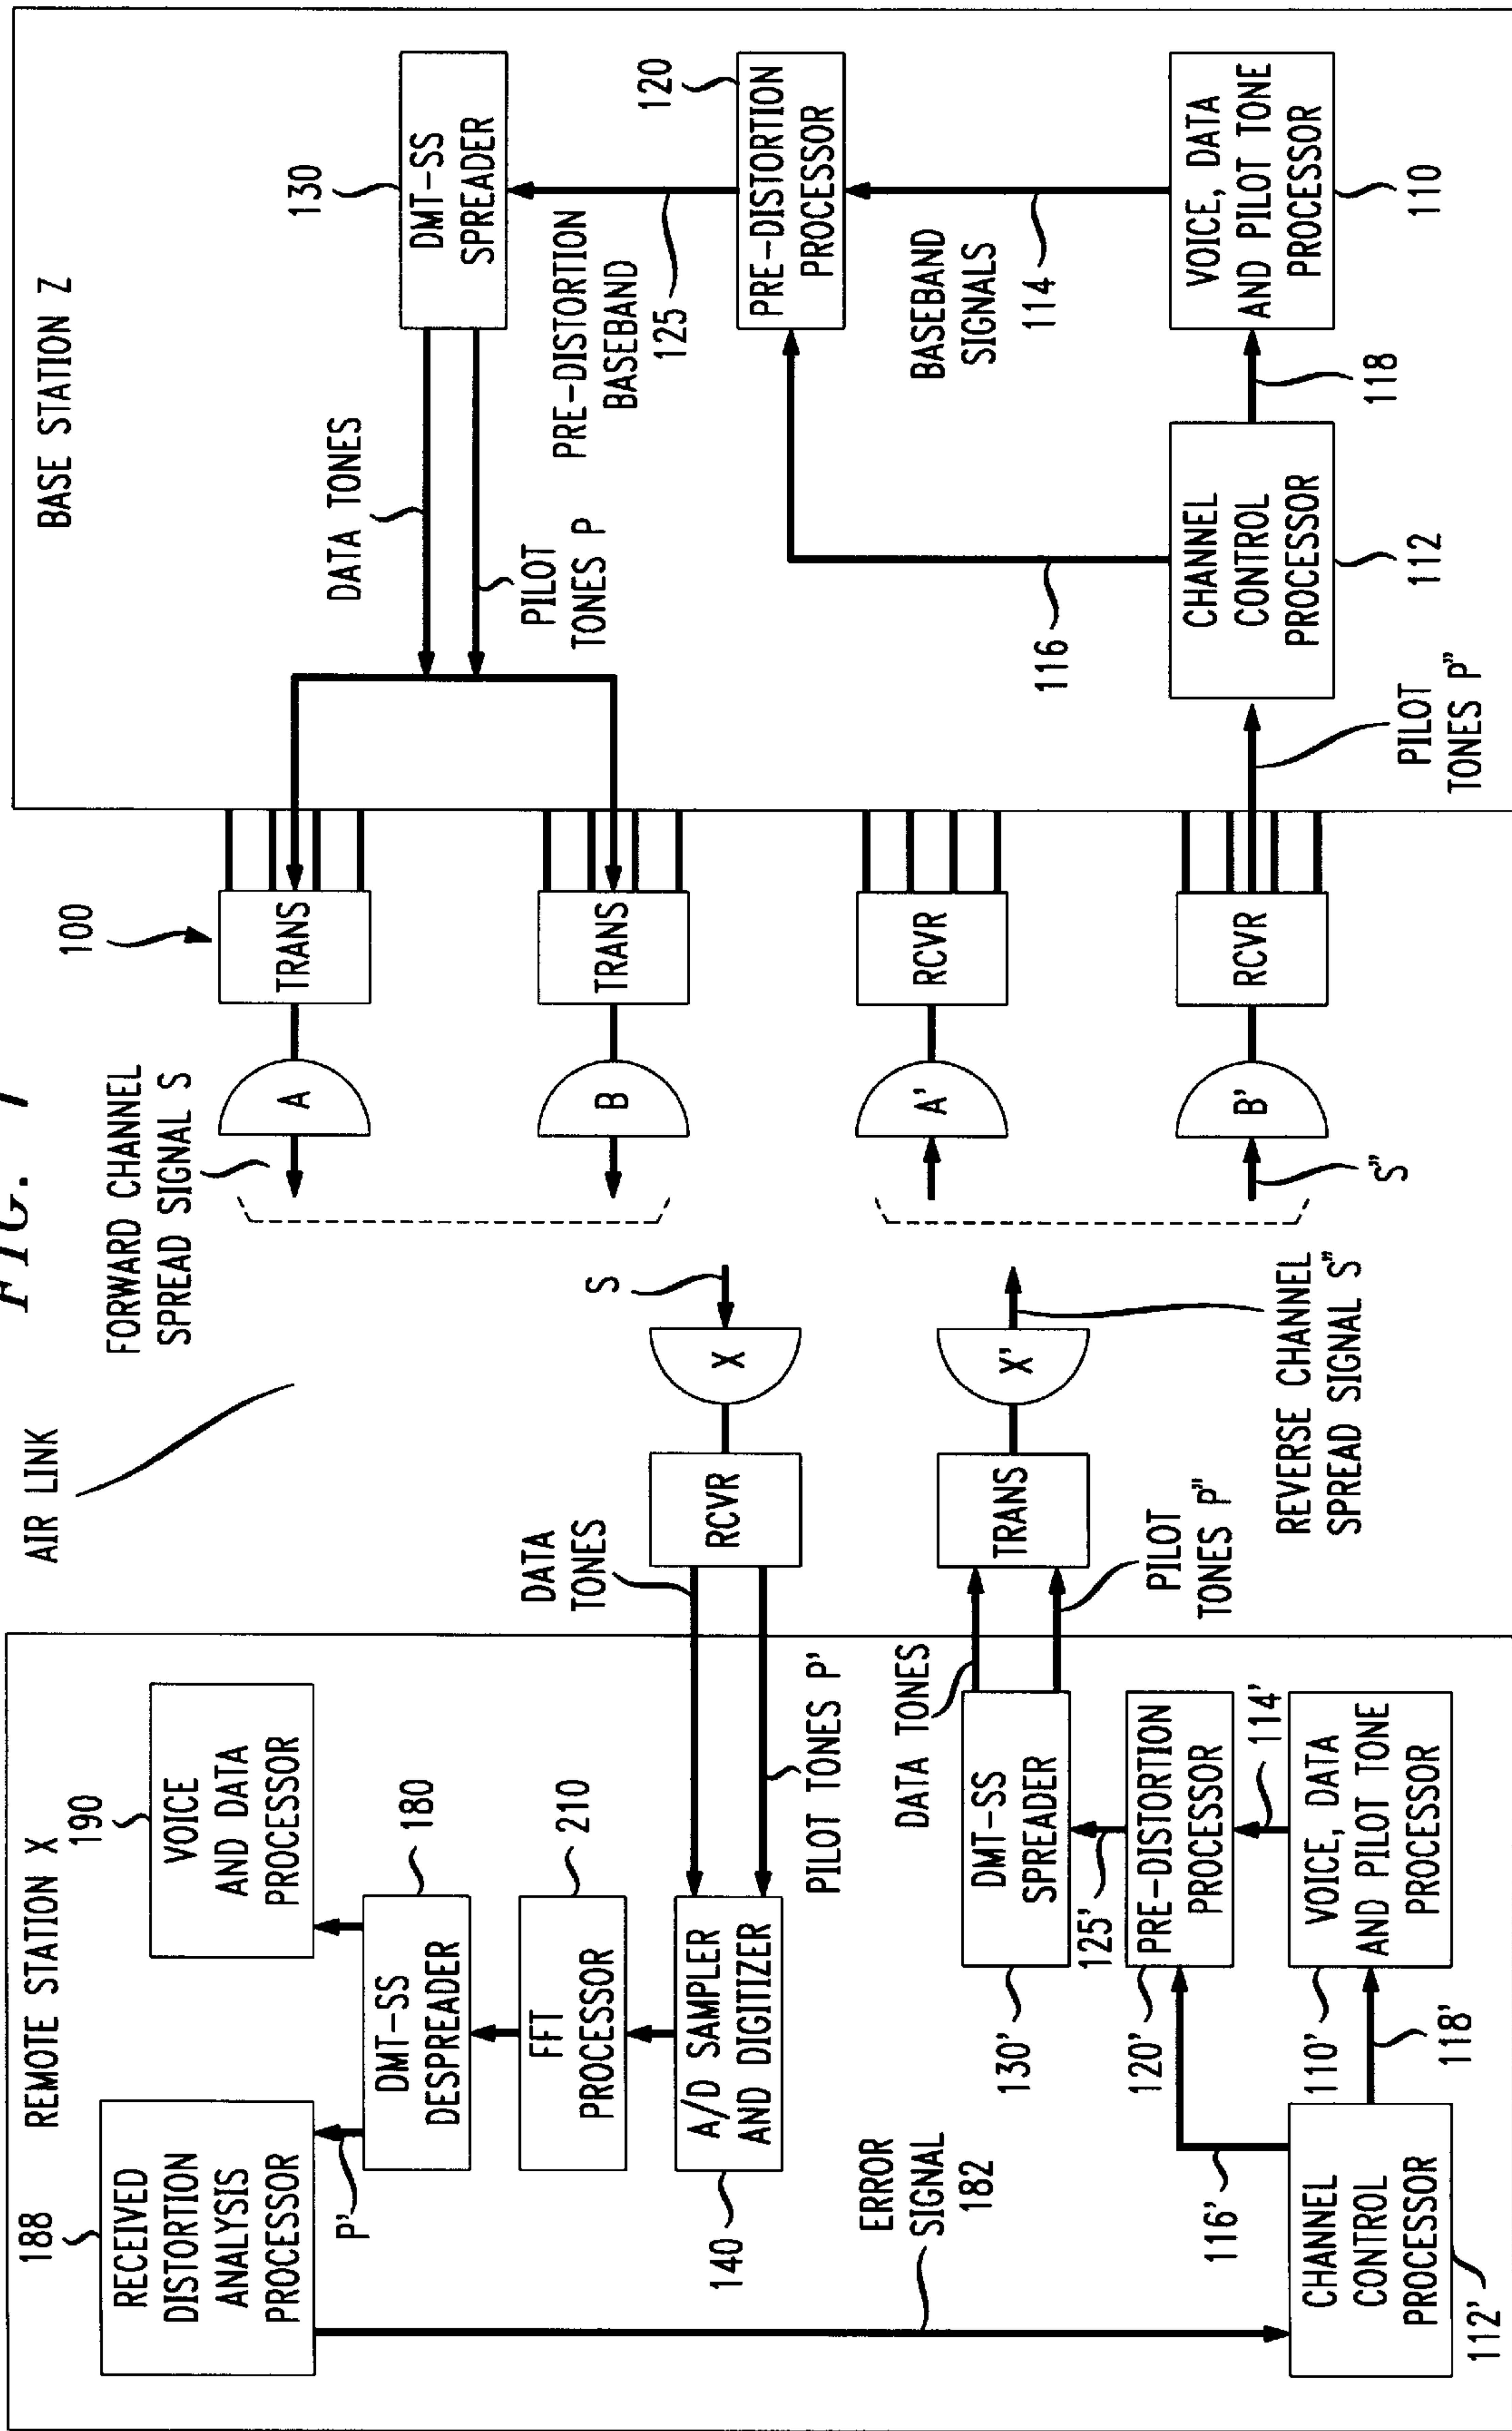 FIG. 1
AIR LINK
REMOTE STATION X
188
RECEIVED
DISTORTION
ANALYSIS
PROCESSOR
P'
190
VOICE
AND DATA
PROCESSOR
DMT-SS
DESPREADER
180
FFT
PROCESSOR
210
A/D SAMPLER
AND DIGITIZER
140
DATA
TONES
PILOT TONES P'
RCVR
X
S
ERROR
SIGNAL
182
DATA TONES
DMT-SS
SPREADER
130'
125'
PRE-DISTORTION
PROCESSOR
120'
114'
VOICE, DATA
AND PILOT TONE
PROCESSOR
110'
116'
118'
CHANNEL
CONTROL
PROCESSOR
112'
TRANS
X'
PILOT
TONES P"
REVERSE CHANNEL
SPREAD SIGNAL S"
FORWARD CHANNEL
SPREAD SIGNAL S
100
A
TRANS
B
TRANS
A'
RCVR
B'
RCVR
S"
BASE STATION Z
DATA TONES
PILOT
TONES P
130
DMT-SS
SPREADER
PRE-DISTORTION
BASEBAND
125
120
PRE-DISTORTION
PROCESSOR
BASEBAND
SIGNALS
114
116
CHANNEL
CONTROL
PROCESSOR
112
118
VOICE, DATA
AND PILOT TONE
PROCESSOR
110
PILOT
TONES P"